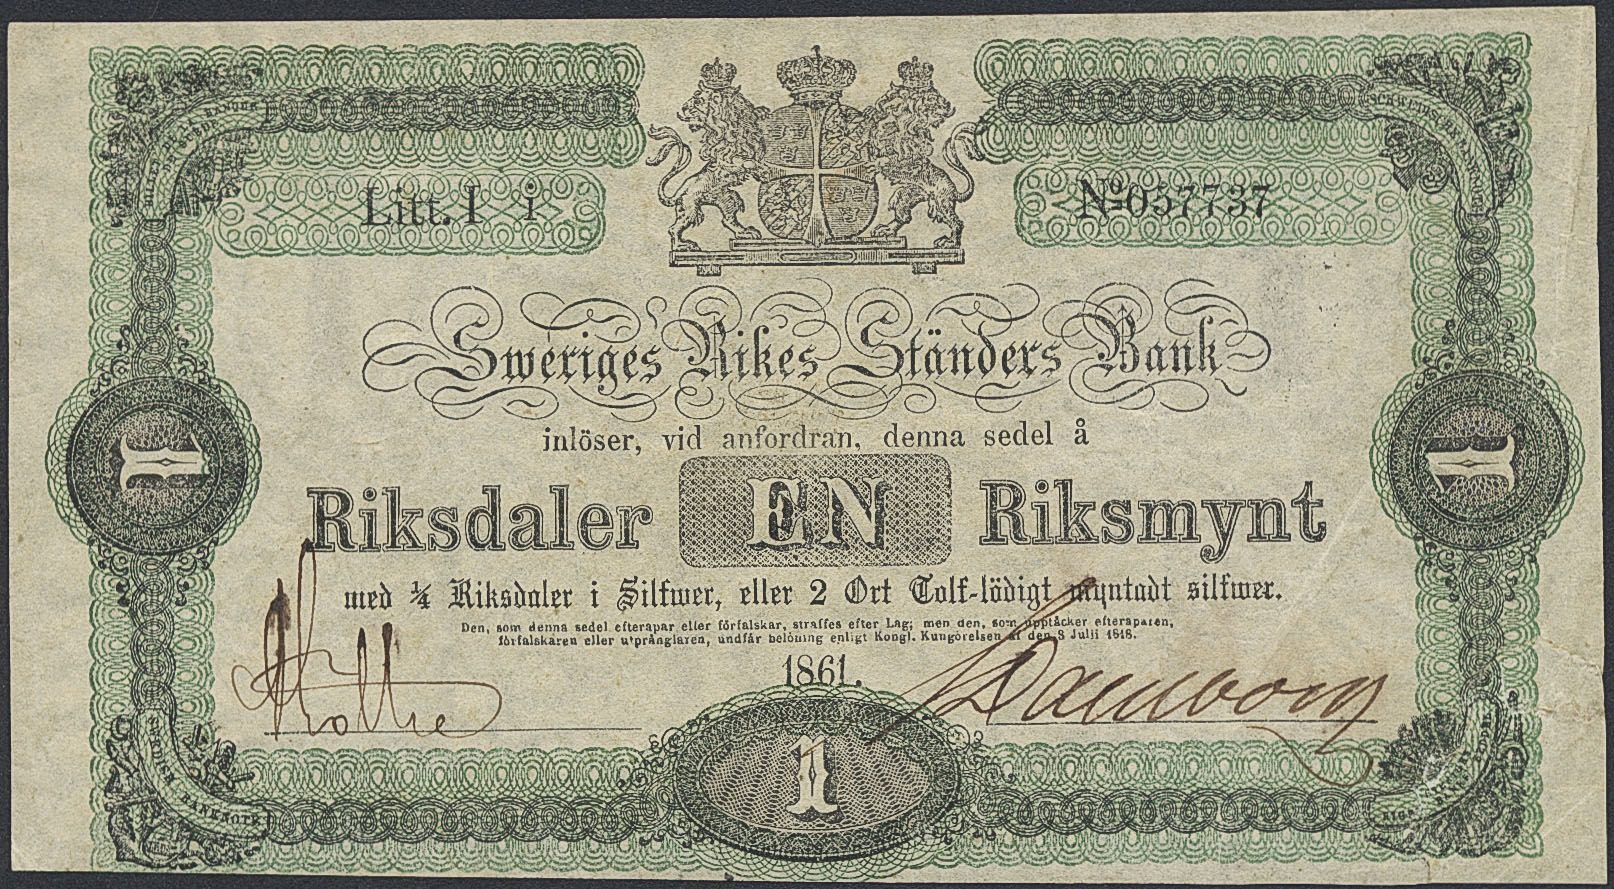 Litt. I i
No 057737
Sweriges Rikes Ständers Bank
inlöser, vid anfordran, denna sedel å
Riksdaler EN Riksmynt
med ¼ Riksdaler i Silfwer, eller 2 Ort Tolf-lödigt myntadt silfwer.
Den, som denna sedel efterapar eller förfalskar, straffes efter Lag; men den, som upptäcker efteraparen,
förfalskaren eller utprånglaren, undfår belöning enligt Kongl. Kungörelsen af den 8 Julii 1818.
1861.
1
1
1
BANKNOTE